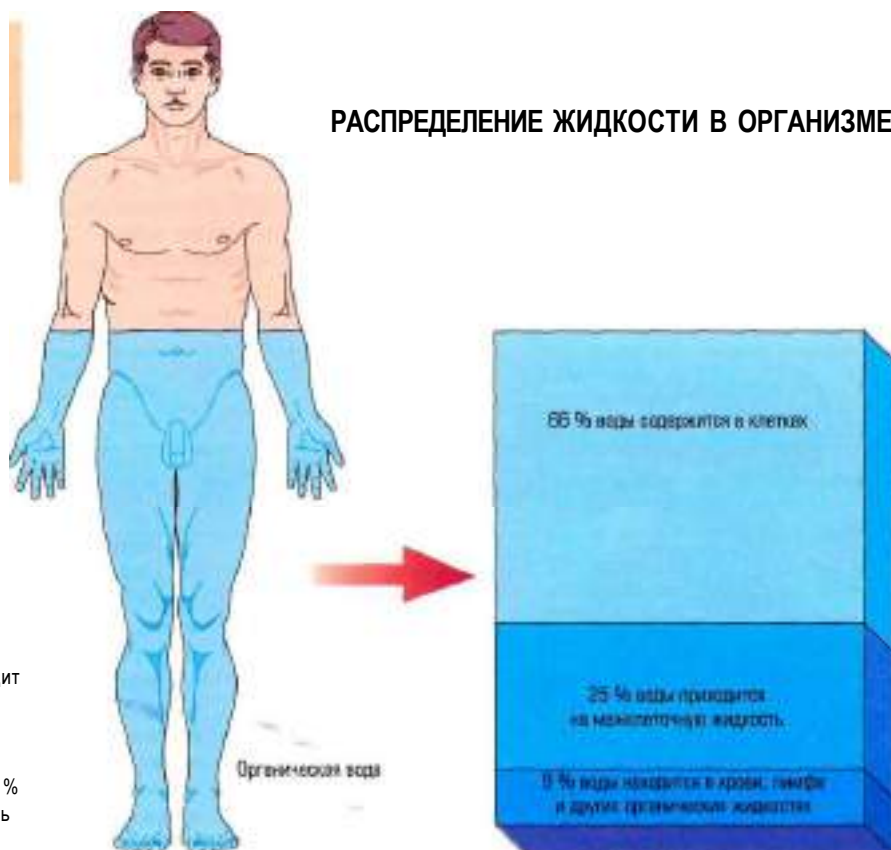 РАСПРЕДЕЛЕНИЕ ЖИДКОСТИ В ОРГАНИЗМЕ
66 % воды содержится в клетках
25 % воды приходится
на межклеточную жидкость
9 % воды находится в крови, лимфе
и других органических жидкостях
Органическая вода
ит
%
ь